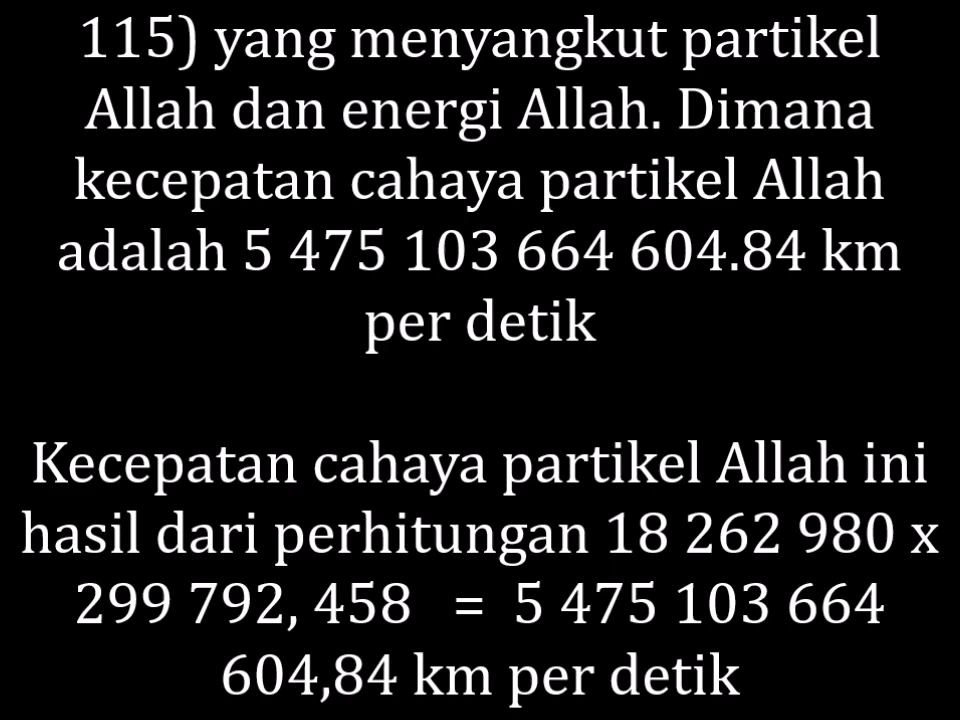 115) yang menyangkut partikel
Allah dan energi Allah. Dimana
kecepatan cahaya partikel Allah
adalah 5 475 103 664 604.84 km
per detik
Kecepatan cahaya partikel Allah ini
hasil dari perhitungan 18 262 980 x
299 792, 458 = 5 475 103 664
604,84 km per detik